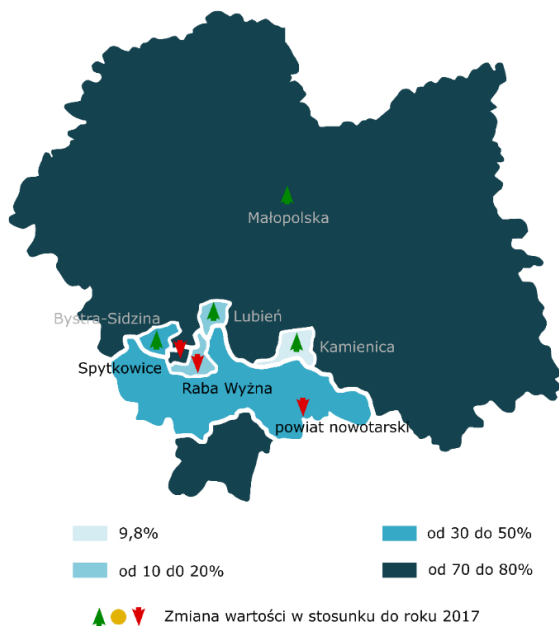 Małopolska
Bystra-Sidzina
Lubień
Kamienica
Spytkowice
Raba Wyżna
powiat nowotarski
9,8%
od 30 do 50%
od 10 d0 20%
od 70 do 80%
Zmiana wartości w stosunku do roku 2017